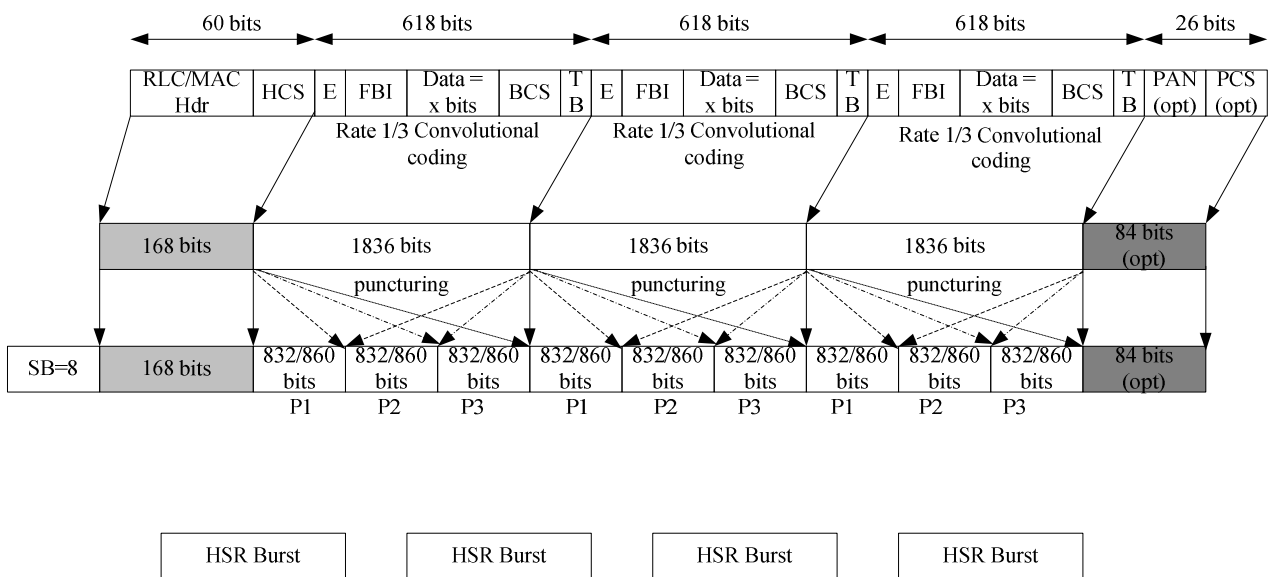 60 bits 618 bits 618 bits 618 bits 26 bits
RLC/MAC Hdr HCS E FBI Data = x bits BCS T B E FBI Data = x bits BCS T B E FBI Data = x bits BCS T B PAN (opt) PCS (opt)
Rate 1/3 Convolutional coding Rate 1/3 Convolutional coding Rate 1/3 Convolutional coding
168 bits 1836 bits 1836 bits 1836 bits 84 bits (opt)
puncturing puncturing puncturing
SB=8 168 bits 832/860 bits 832/860 bits 832/860 bits 832/860 bits 832/860 bits 832/860 bits 832/860 bits 832/860 bits 832/860 bits 84 bits (opt)
P1 P2 P3 P1 P2 P3 P1 P2 P3
HSR Burst HSR Burst HSR Burst HSR Burst